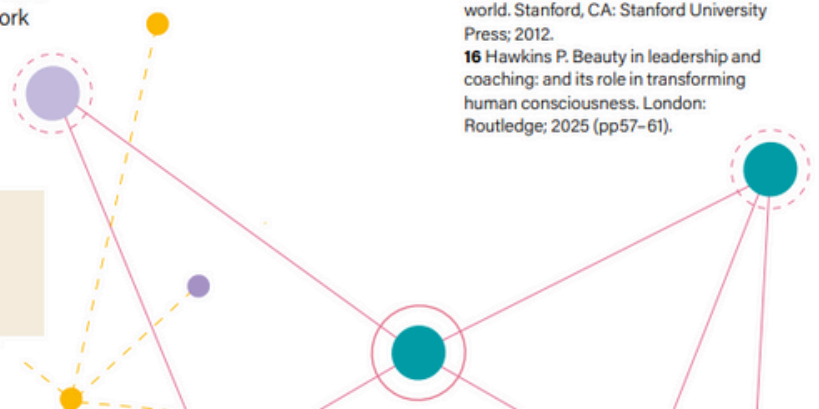 ork
world. Stanford, CA: Stanford University
Press; 2012.
16 Hawkins P. Beauty in leadership and
coaching: and its role in transforming
human consciousness. London:
Routledge; 2025 (pp57–61).